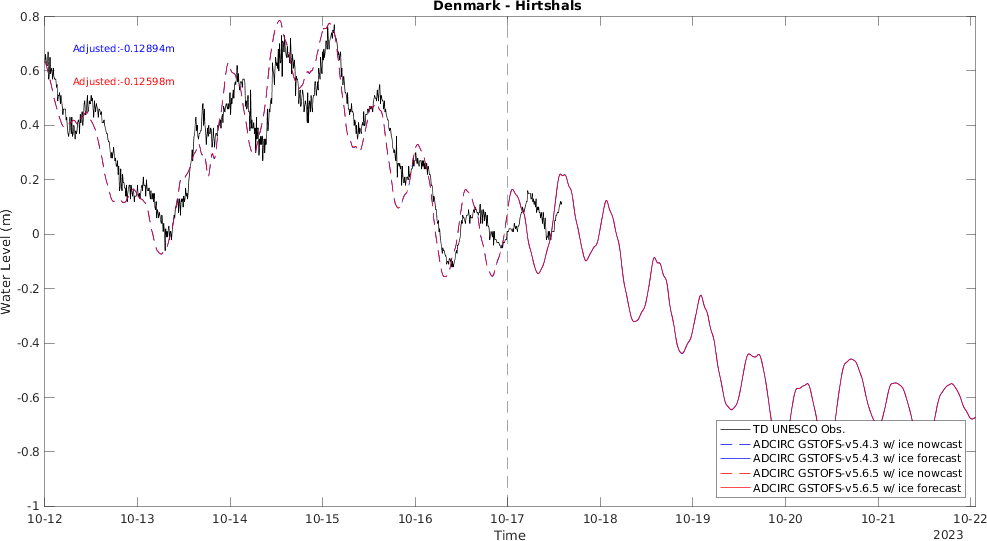 Denmark - Hirtshals
Adjusted:-0.12894m
Adjusted:-0.12598m
Water Level (m)
0.8
0.6
0.4
0.2
0
-0.2
-0.4
-0.6
-0.8
-1
TD UNESCO Obs.
ADCIRC GSTOFS-v5.4.3 w/ ice nowcast
ADCIRC GSTOFS-v5.4.3 w/ ice forecast
ADCIRC GSTOFS-v5.6.5 w/ ice nowcast
ADCIRC GSTOFS-v5.6.5 w/ ice forecast
10-12 10-13 10-14 10-15 10-16 10-17 10-18 10-19 10-20 10-21 10-22
Time
2023